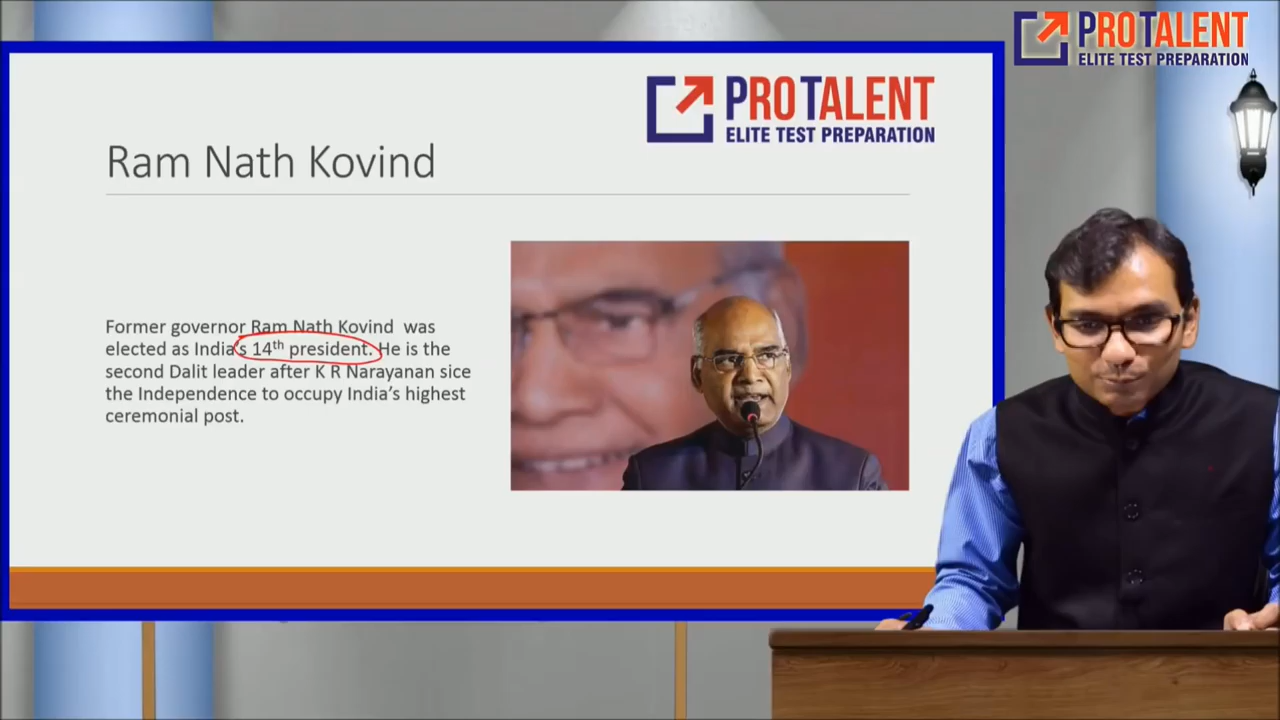 PROTALENT
ELITE TEST PREPARATION
PROTALENT
ELITE TEST PREPARATION
Ram Nath Kovind
Former governor Ram Nath Kovind was
elected as India's 14th president. He is the
second Dalit leader after K R Narayanan sice
the Independence to occupy India's highest
ceremonial post.